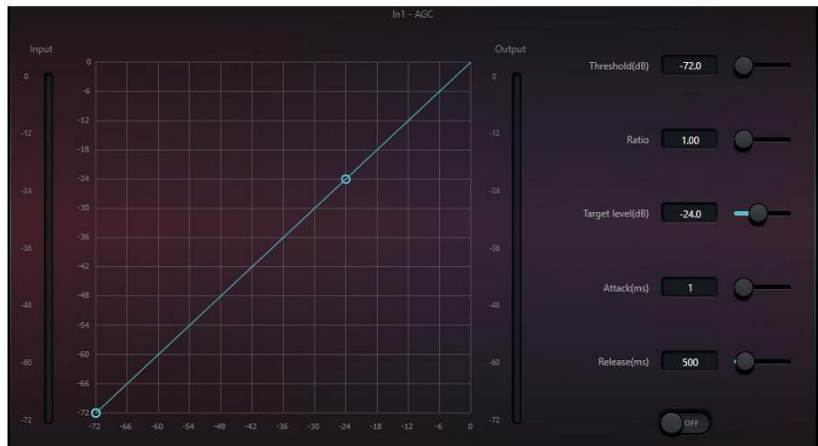 In1 - AGC
Input
Output
0
-12
-24
-36
-48
-60
-72
0
-6
-12
-18
-24
-30
-36
-42
-48
-54
-60
-66
-72
-72 -66 -60 -54 -48 -42 -36 -30 -24 -18 -12 -6 0
0
-12
-24
-36
-48
-60
-72
Threshold(dB) -72.0
Ratio 1.00
Target level(dB) -24.0
Attack(ms) 1
Release(ms) 500
OFF